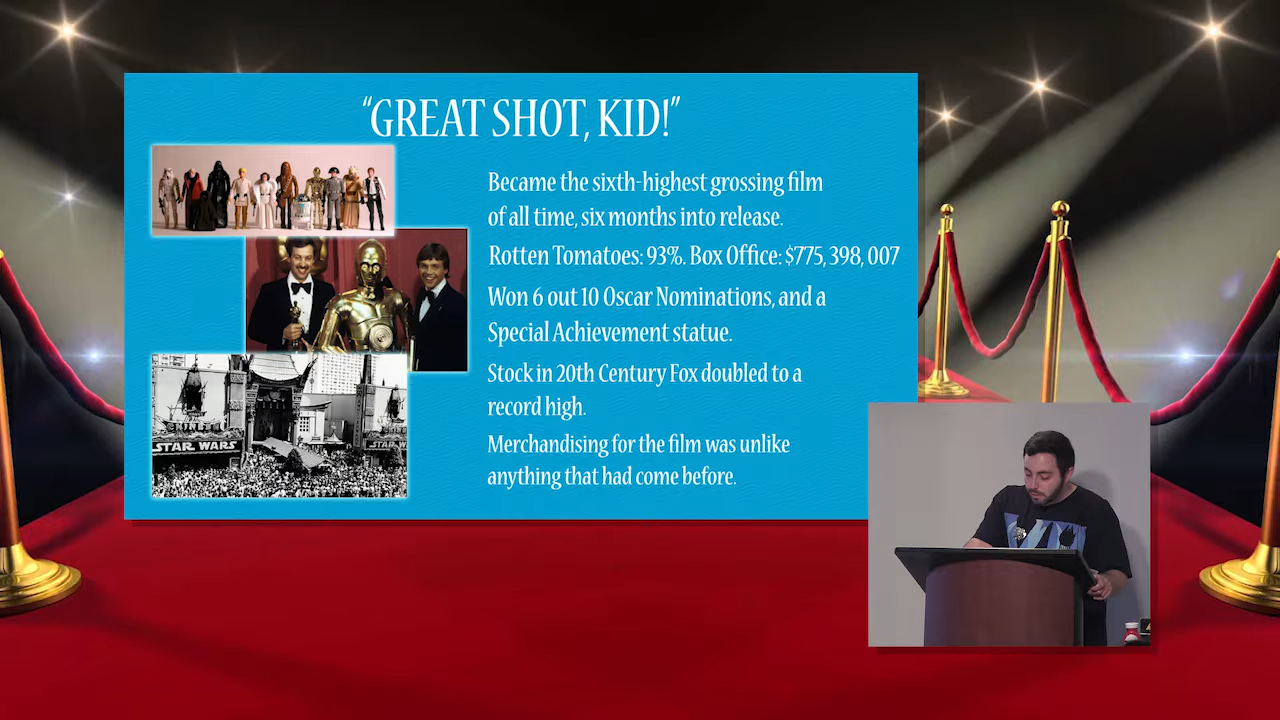 “GREAT SHOT, KID!”
Became the sixth-highest grossing film
of all time, six months into release.
Rotten Tomatoes: 93%. Box Office: $775, 398, 007
Won 6 out 10 Oscar Nominations, and a
Special Achievement statue.
Stock in 20th Century Fox doubled to a
record high.
Merchandising for the film was unlike
anything that had come before.
STAR WARS
STAR WARS